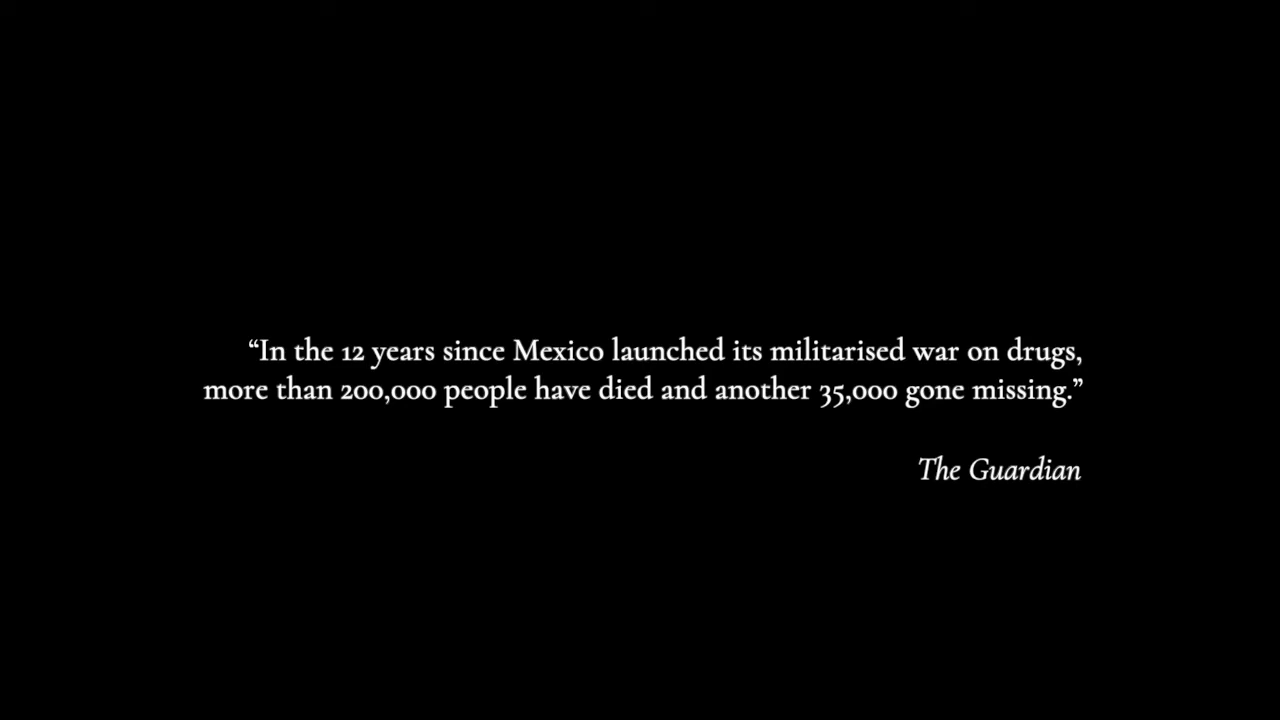 “In the 12 years since Mexico launched its militarised war on drugs,
more than 200,000 people have died and another 35,000 gone missing.”
The Guardian